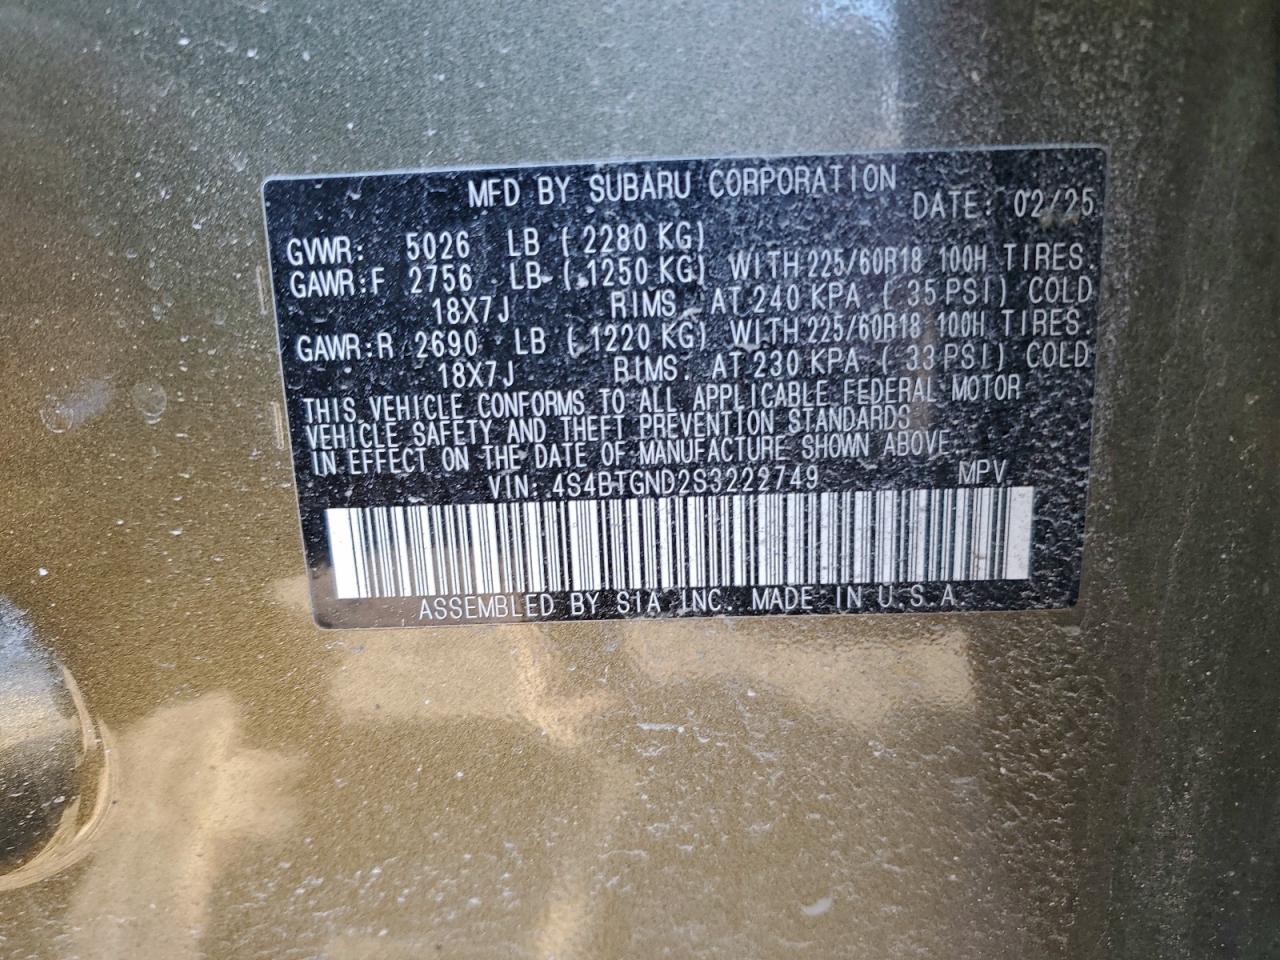 MFD BY SUBARU CORPORATION
DATE: 02/25
GVWR: 5026 LB (2280 KG)
GAWR:F 2756 LB (1250 KG) WITH 225/60R18 100H TIRES,
18X7J RIMS, AT 240 KPA (35 PSI) COLD
GAWR:R 2690 LB (1220 KG) WITH 225/60R18 100H TIRES.
18X7J RIMS, AT 230 KPA (33 PSI) COLD
THIS VEHICLE CONFORMS TO ALL APPLICABLE FEDERAL MOTOR
VEHICLE SAFETY AND THEFT PREVENTION STANDARDS
IN EFFECT ON THE DATE OF MANUFACTURE SHOWN ABOVE.
VIN: 4S4BTGND2S3222749 MPV
ASSEMBLED BY SIA INC. MADE IN U.S.A.